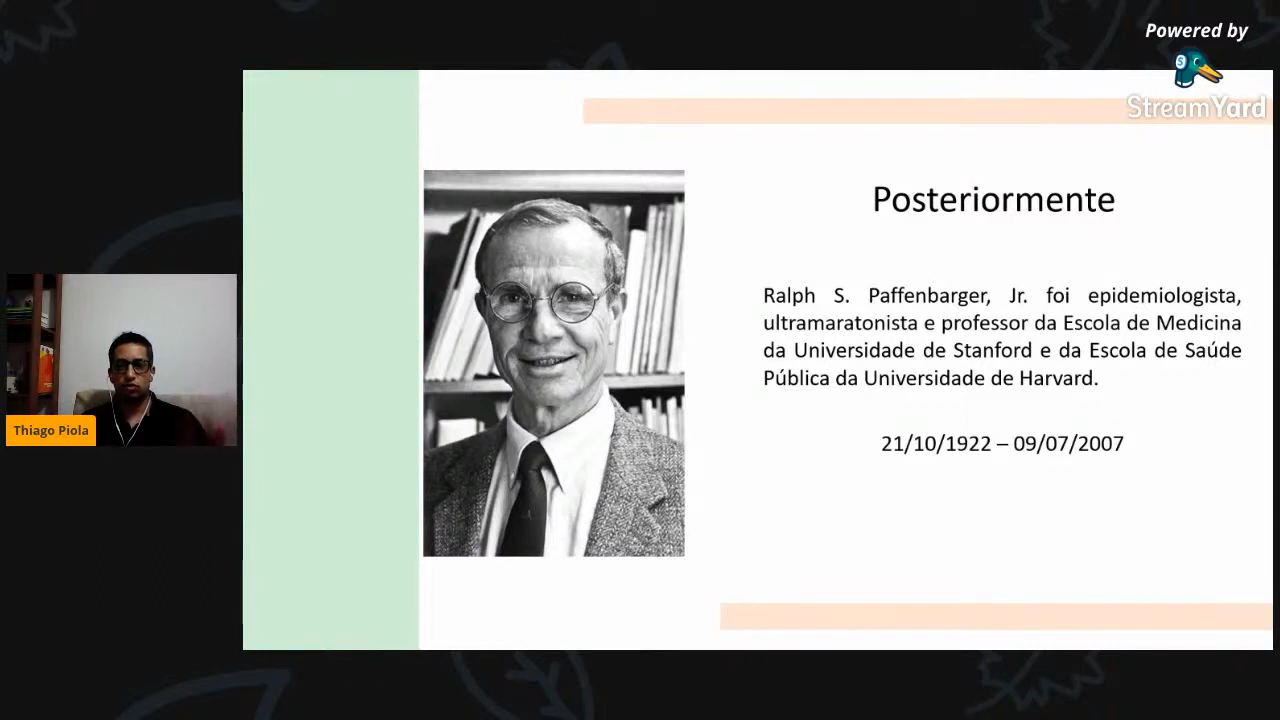 Powered by
StreamYard
Posteriormente
Ralph S. Paffenbarger, Jr. foi epidemiologista,
ultramaratonista e professor da Escola de Medicina
da Universidade de Stanford e da Escola de Saúde
Pública da Universidade de Harvard.
21/10/1922 – 09/07/2007
Thiago Piola